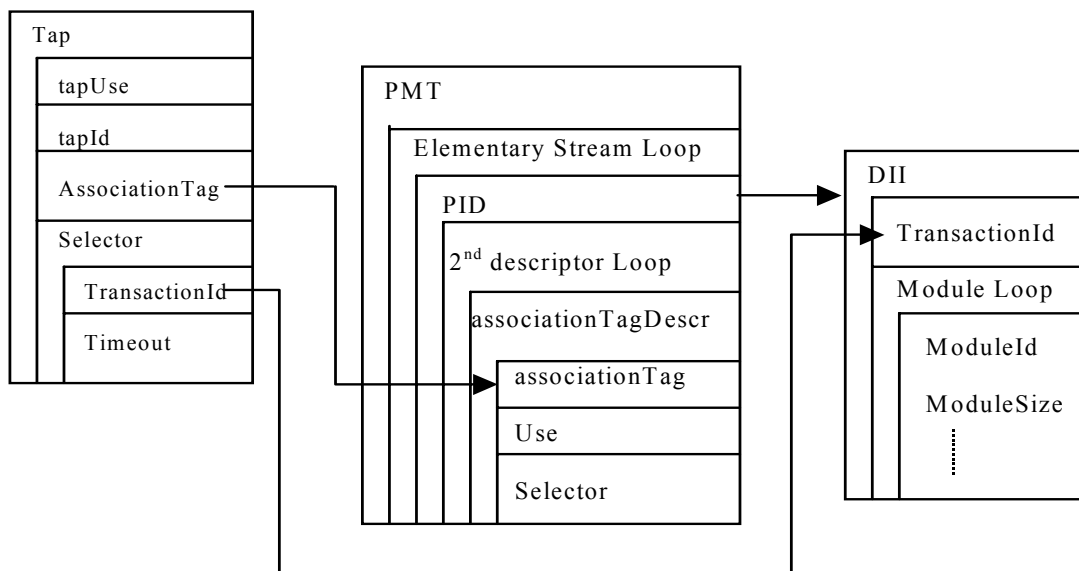 Tap
tapUse
tapId
AssociationTag
Selector
TransactionId
Timeout
PMT
Elementary Stream Loop
PID
2nd descriptor Loop
associationTagDescr
associationTag
Use
Selector
DII
TransactionId
Module Loop
ModuleId
ModuleSize